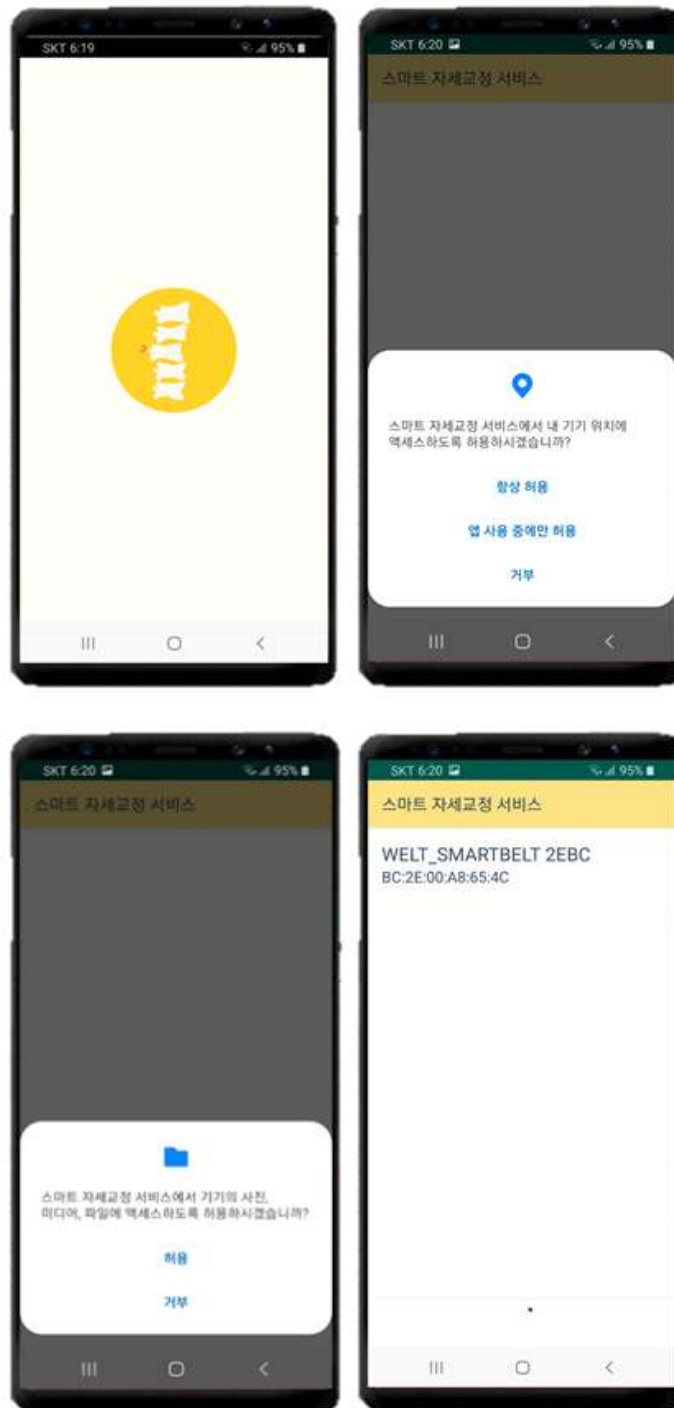 SKT 6:19
95%
SKT 6:20
95%
스마트 자세교정 서비스
스마트 자세교정 서비스에서 내 기기 위치에
액세스하도록 허용하시겠습니까?
항상 허용
앱 사용 중에만 허용
거부
SKT 6:20
95%
스마트 자세교정 서비스
스마트 자세교정 서비스에서 기기의 사진,
미디어, 파일에 액세스하도록 허용하시겠습니까?
허용
거부
SKT 6:20
95%
스마트 자세교정 서비스
WELT_SMARTBELT 2EBC
BC:2E:00:A8:65:4C